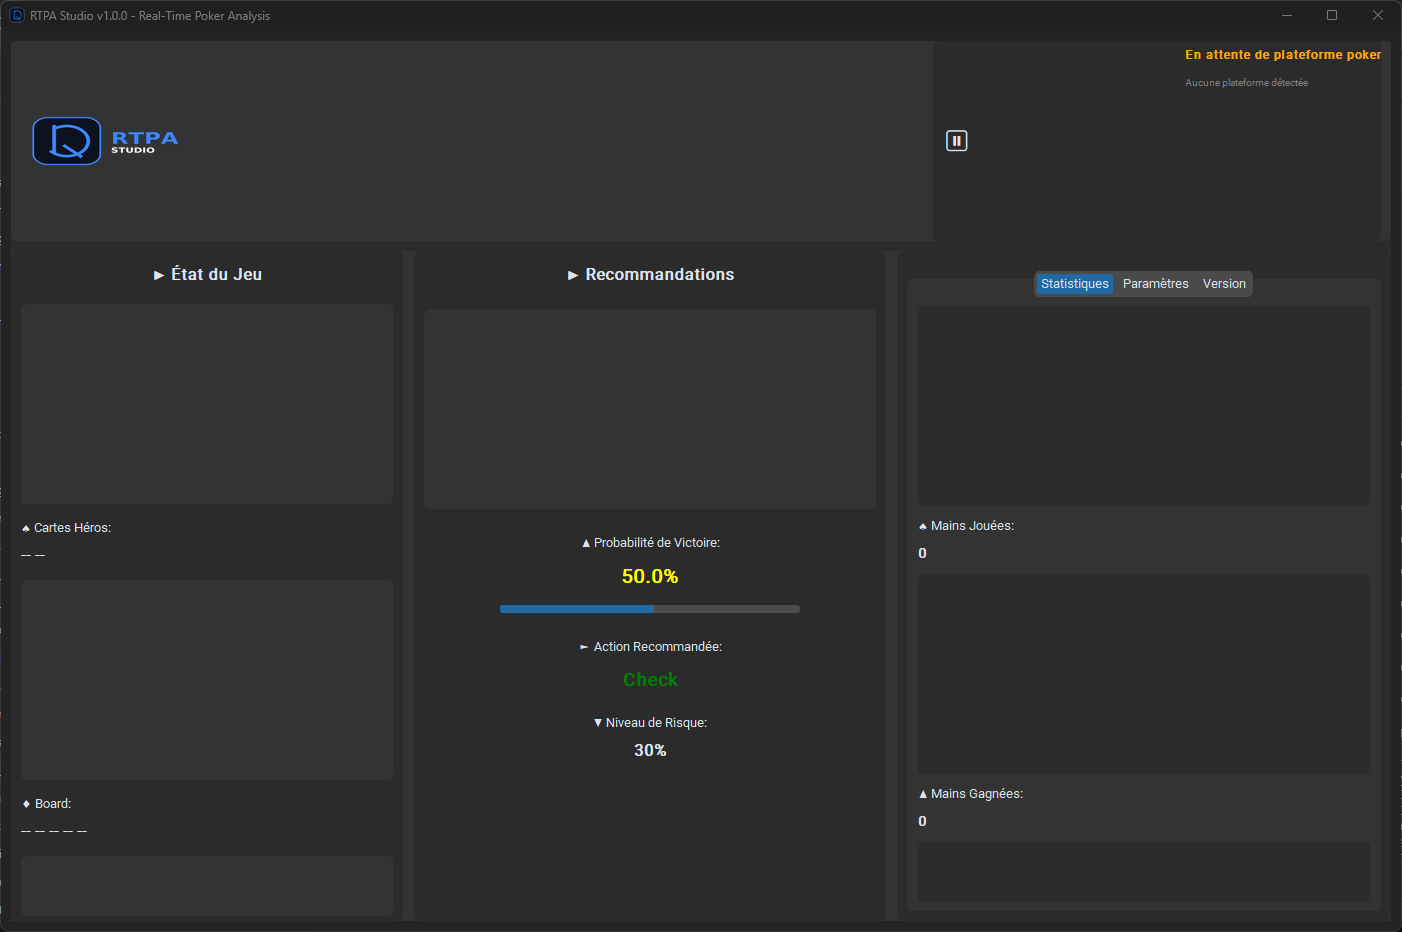 RTPA Studio v1.0.0 - Real-Time Poker Analysis
En attente de plateforme poker
Aucune plateforme détectée
RTPA
STUDIO
► État du Jeu
♠ Cartes Héros:
-- --
♦ Board:
-- -- -- -- --
► Recommandations
▲ Probabilité de Victoire:
50.0%
► Action Recommandée:
Check
▼ Niveau de Risque:
30%
Statistiques Paramètres Version
♠ Mains Jouées:
0
▲ Mains Gagnées:
0